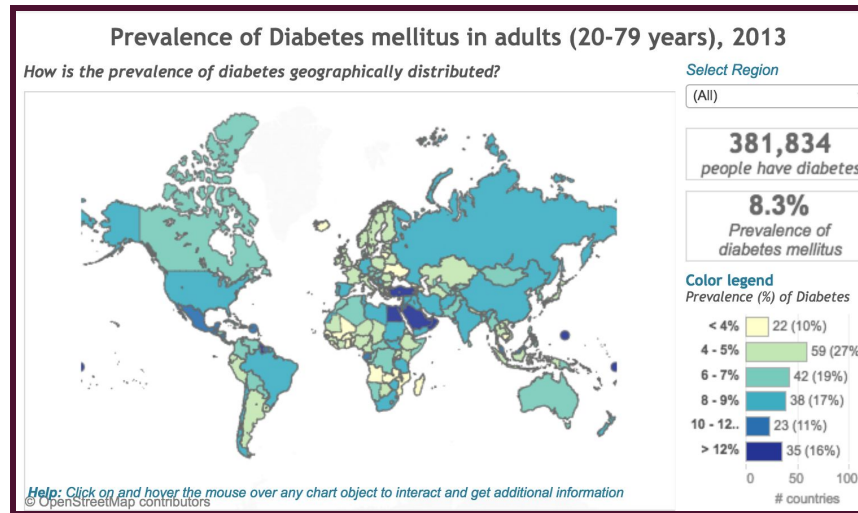 Prevalence of Diabetes mellitus in adults (20-79 years), 2013
How is the prevalence of diabetes geographically distributed?
Select Region
(All)
381,834
people have diabetes
8.3%
Prevalence of
diabetes mellitus
Color legend
Prevalence (%) of Diabetes
< 4% 22 (10%)
4 - 5% 59 (27%
6 - 7% 42 (19%)
8 - 9% 38 (17%)
10 - 12.. 23 (11%)
> 12% 35 (16%)
0 50 100
# countries
Help: Click on and hover the mouse over any chart object to interact and get additional information
© OpenStreetMap contributors